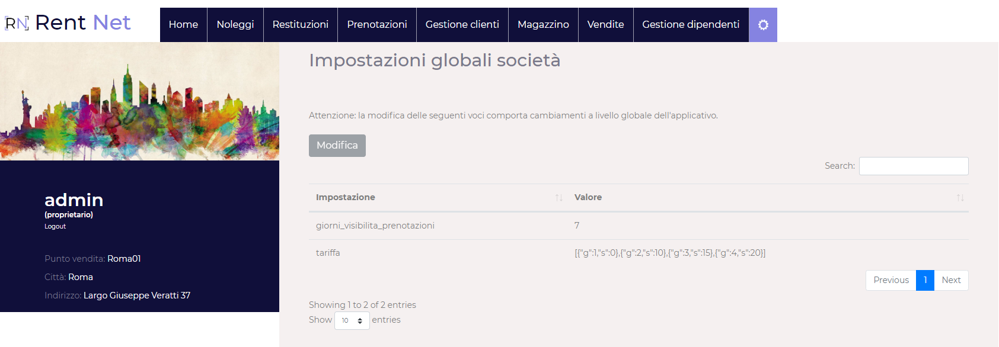 RN Rent Net
Home Noleggi Restituzioni Prenotazioni Gestione clienti Magazzino Vendite Gestione dipendenti
Impostazioni globali società
Attenzione: la modifica delle seguenti voci comporta cambiamenti a livello globale dell'applicativo.
Modifica
Search:
Impostazione Valore
giorni_visibilita_prenotazioni 7
tariffa [{"g":1,"s":0},{"g":2,"s":10},{"g":3,"s":15},{"g":4,"s":20}]
Previous 1 Next
Showing 1 to 2 of 2 entries
Show 10 entries
admin
(proprietario)
Logout
Punto vendita: Roma01
Città: Roma
Indirizzo: Largo Giuseppe Veratti 37